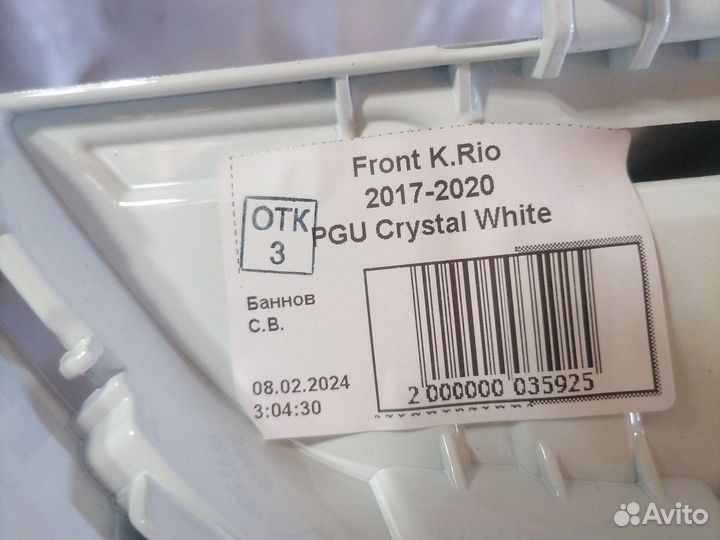 Front K.Rio
2017-2020
PGU Crystal White
ОТК
3
Баннов
С.В.
08.02.2024
3:04:30
2 000000 035925
Avito